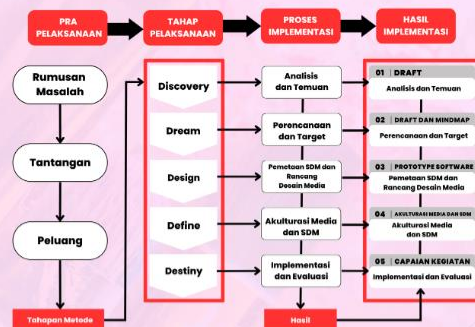 PRA
PELAKSANAAN
TAHAP
PELAKSANAAN
PROSES
IMPLEMENTASI
HASIL
IMPLEMENTASI
Rumusan
Masalah
Tantangan
Peluang
Tahapan Metode
Discovery
Dream
Design
Define
Destiny
Analisis
dan Temuan
Perencanaan
dan Target
Pemetaan SDM dan
Rancang
Desain Media
Akulturasi Media
dan SDM
Implementasi
dan Evaluasi
Hasil
01 | DRAFT
Analisis dan Temuan
02 | DRAFT DAN MINDMAP
Perencanaan dan Target
03 | PROTOTYPE SOFTWARE
Pemetaan SDM dan
Rancang Desain Media
04 | AKULTURASI MEDIA DAN SDM
Akulturasi Media
dan SDM
05 | CAPAIAN KEGIATAN
Implementasi dan Evaluasi